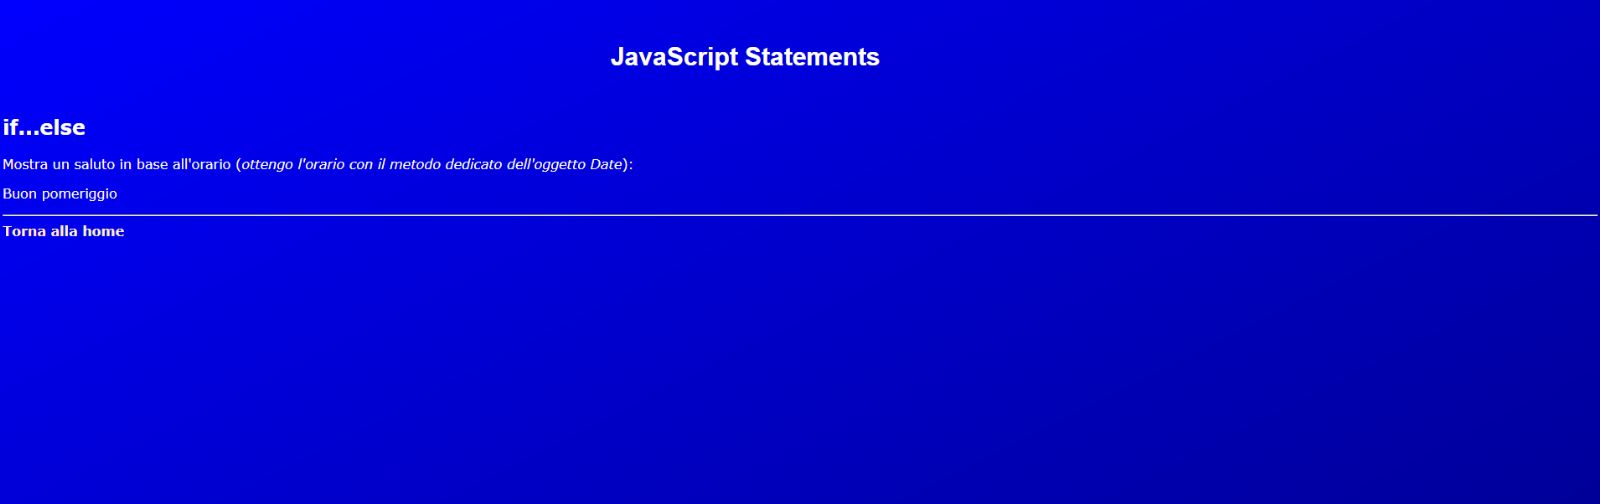 JavaScript Statements
if...else
Mostra un saluto in base all'orario (ottengo l'orario con il metodo dedicato dell'oggetto Date):
Buon pomeriggio
Torna alla home